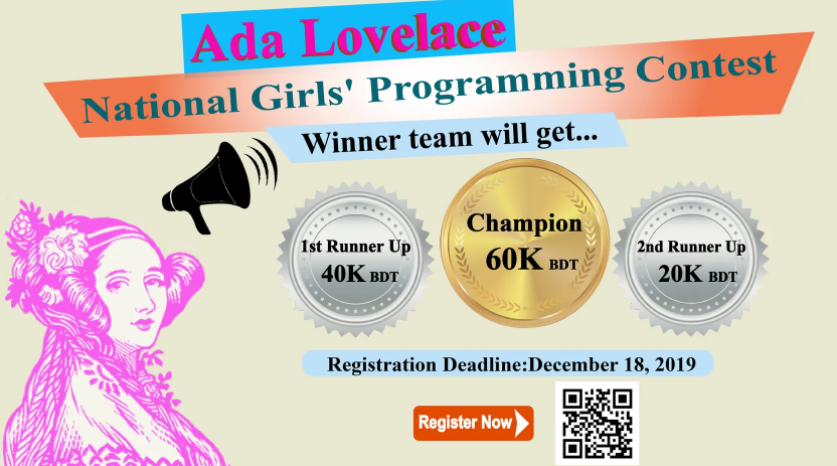 Ada Lovelace
National Girls' Programming Contest
Winner team will get...
1st Runner Up
40K BDT
Champion
60K BDT
2nd Runner Up
20K BDT
Registration Deadline:December 18, 2019
Register Now